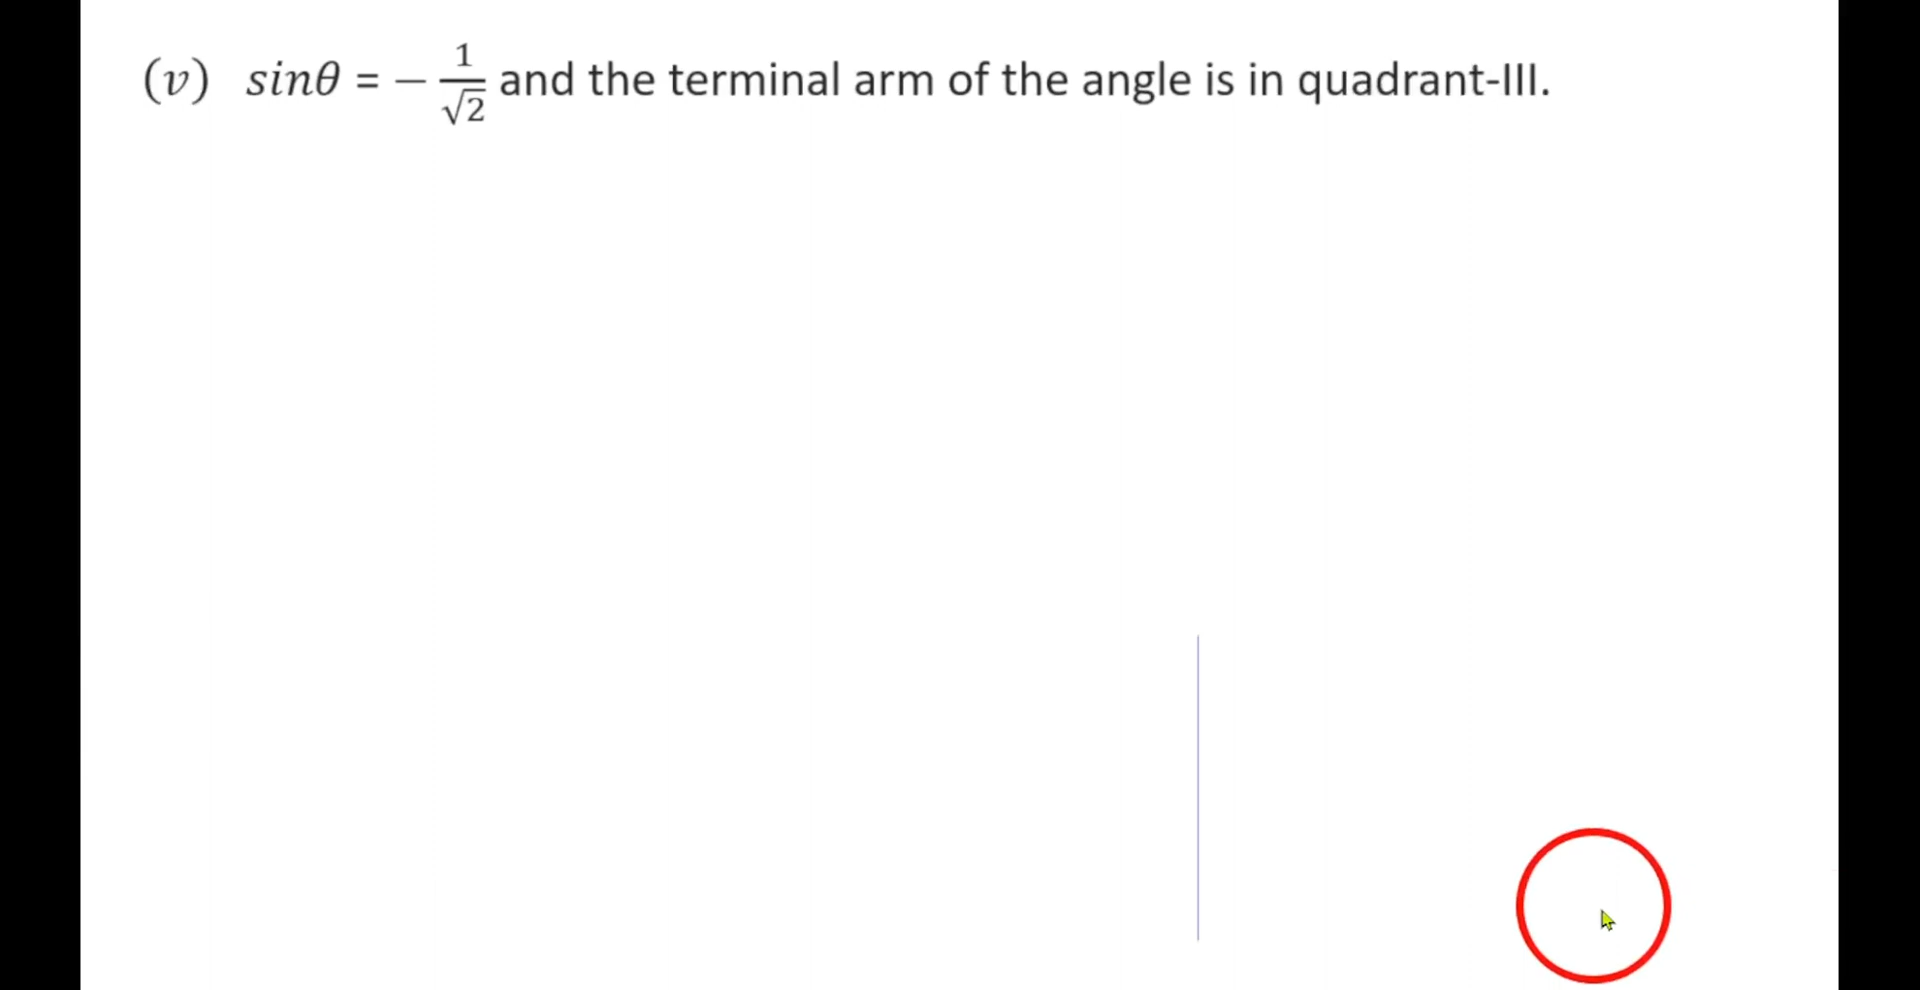 (v) sinθ = −1/√2 and the terminal arm of the angle is in quadrant-III.